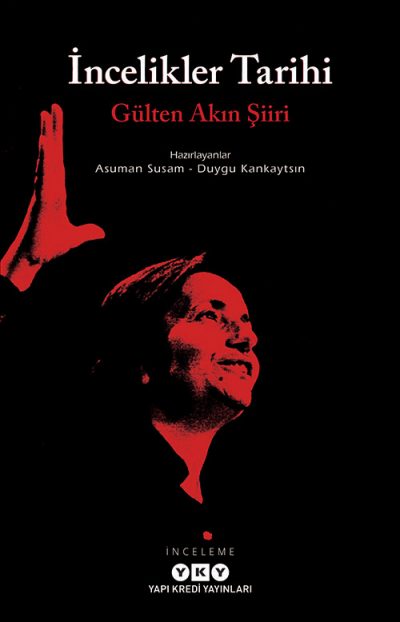 İncelikler Tarihi
Gülten Akın Şiiri
Hazırlayanlar
Asuman Susam - Duygu Kankaytsın
İNCELEME
YKY
YAPI KREDİ YAYINLARI